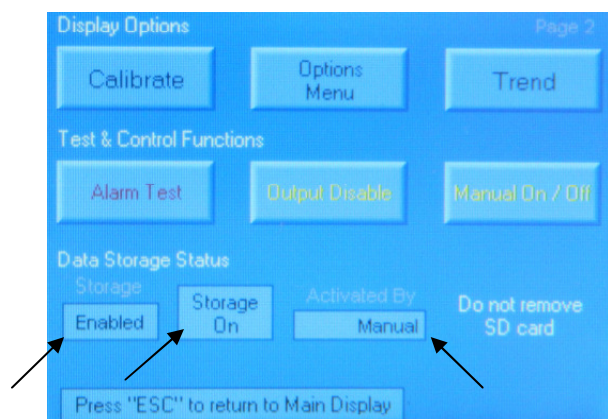 Display Options
Page 2
Calibrate
Options
Menu
Trend
Test & Control Functions
Alarm Test
Output Disable
Manual On / Off
Data Storage Status
Storage
Enabled
Storage
On
Activated By
Manual
Do not remove
SD card
Press "ESC" to return to Main Display